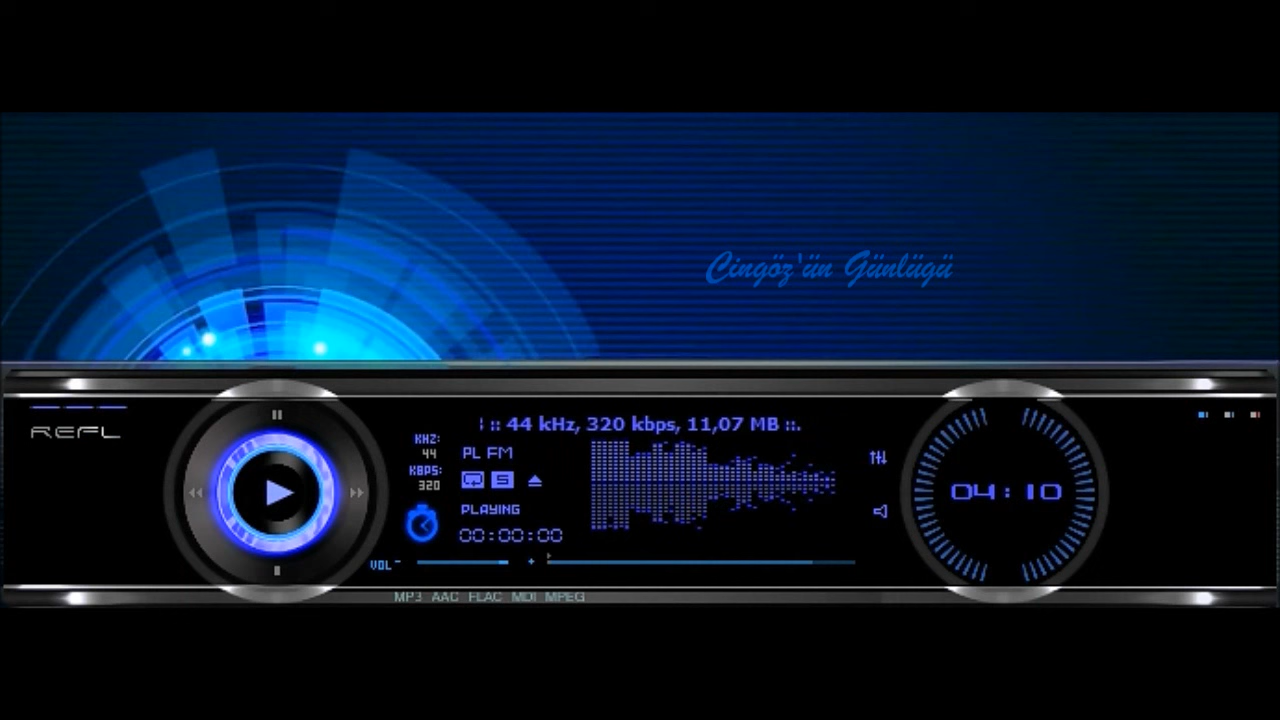 Cingöz'ün Günlügü
:: 44 kHz, 320 kbps, 11,07 MB ::.
REFL
KHZ:
44
PL FM
KBPS:
320
S
PLAYING
00:00:00
04:10
VOL - +
MP3 AAC FLAC MDI MPEG